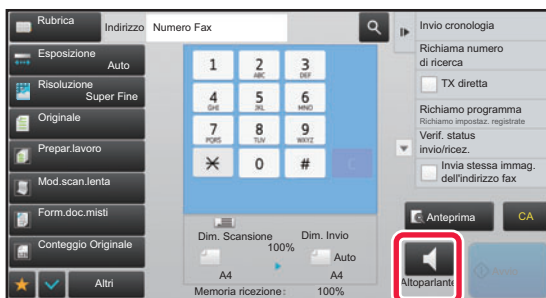 Rubrica
Indirizzo
Numero Fax
Esposizione
Auto
Risoluzione
Super Fine
Originale
Prepar.lavoro
Mod.scan.lenta
Form.doc.misti
Conteggio Originale
Altri
1
2
ABC
3
DEF
4
GHI
5
JKL
6
MNO
7
PQRS
8
TUV
9
WXYZ
0
#
C
Dim. Scansione
100%
Dim. Invio
Auto
A4
A4
Memoria ricezione:
100%
Invio cronologia
Richiama numero
di ricerca
TX diretta
Richiamo programma
Richiamo impostaz. registrate
Verif. status
invio/ricez.
Invia stessa immag.
dell'indirizzo fax
Anteprima
CA
Altoparlante